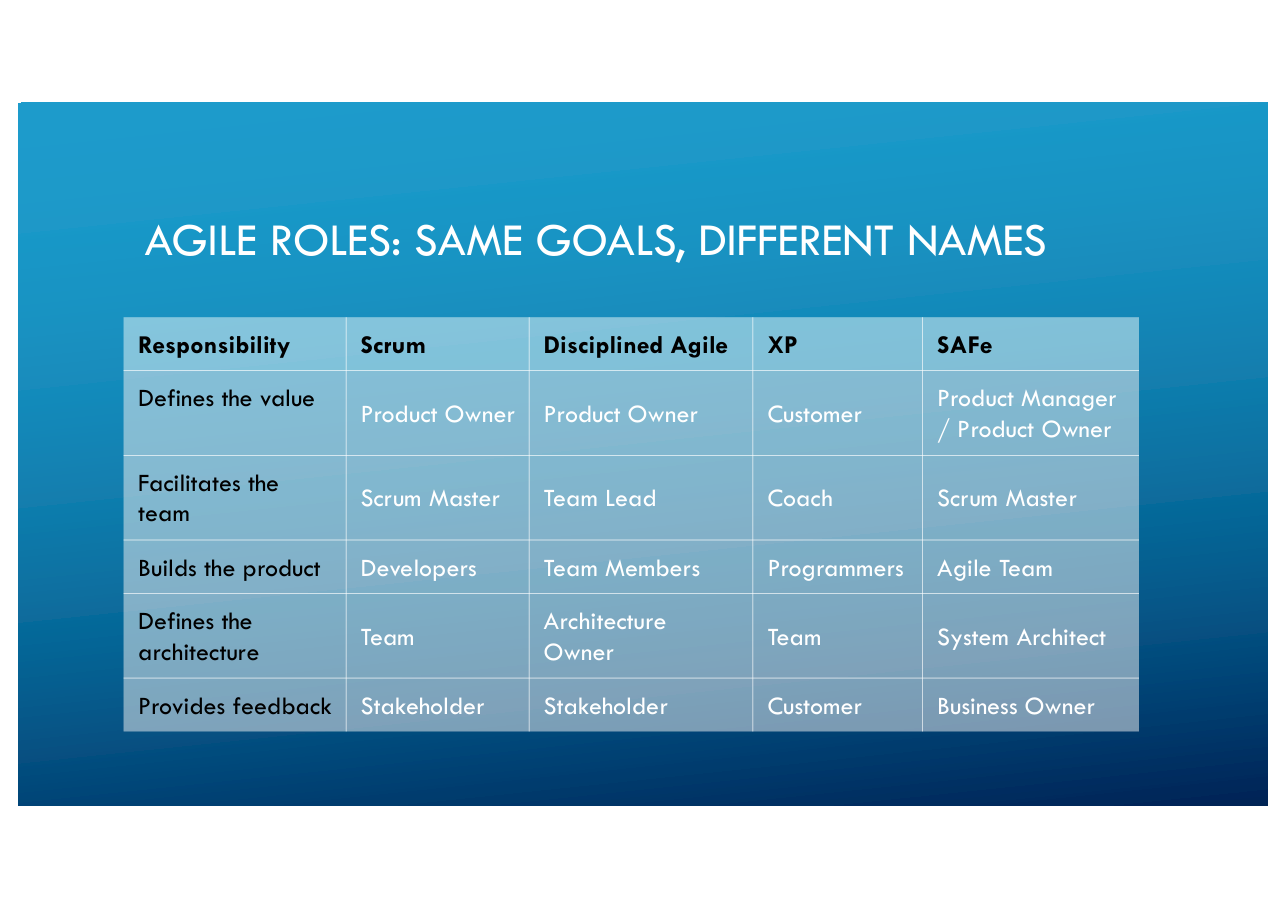 AGILE ROLES: SAME GOALS, DIFFERENT NAMES
Responsibility Scrum Disciplined Agile XP SAFe
Defines the value Product Owner Product Owner Customer Product Manager
/ Product Owner
Facilitates the
team Scrum Master Team Lead Coach Scrum Master
Builds the product Developers Team Members Programmers Agile Team
Defines the
architecture Team Architecture
Owner Team System Architect
Provides feedback Stakeholder Stakeholder Customer Business Owner